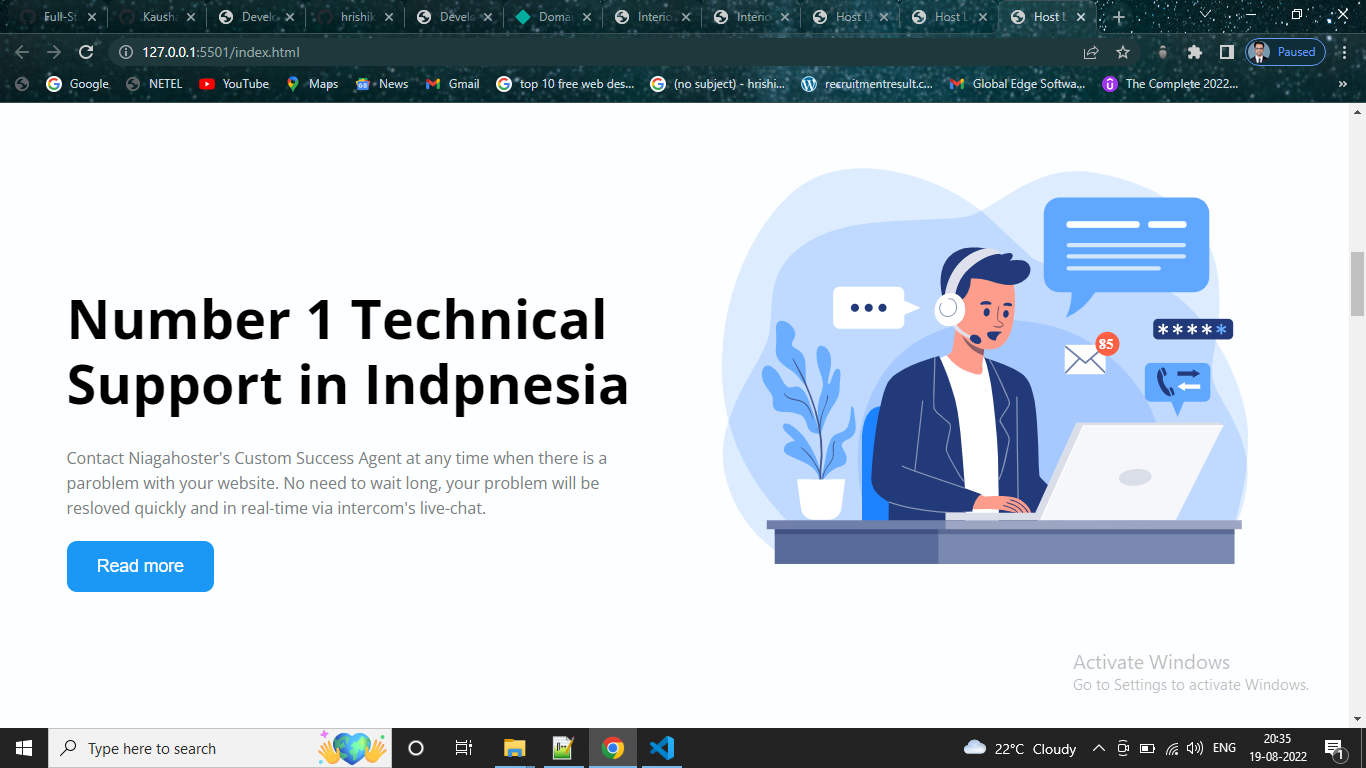 Full-St
Kausha
Develo
hrishik
Develo
Doma
Interio
Interio
Host D
Host L
Host L
127.0.0.1:5501/index.html
Paused
Google
NETEL
YouTube
Maps
News
Gmail
top 10 free web des...
(no subject) - hrishi...
recruitmentresult.c...
Global Edge Softwa...
The Complete 2022...
Number 1 Technical
Support in Indpnesia
Contact Niagahoster's Custom Success Agent at any time when there is a
paroblem with your website. No need to wait long, your problem will be
resloved quickly and in real-time via intercom's live-chat.
Read more
85
*****
Activate Windows
Go to Settings to activate Windows.
Type here to search
22°C Cloudy
ENG
20:35
19-08-2022
1